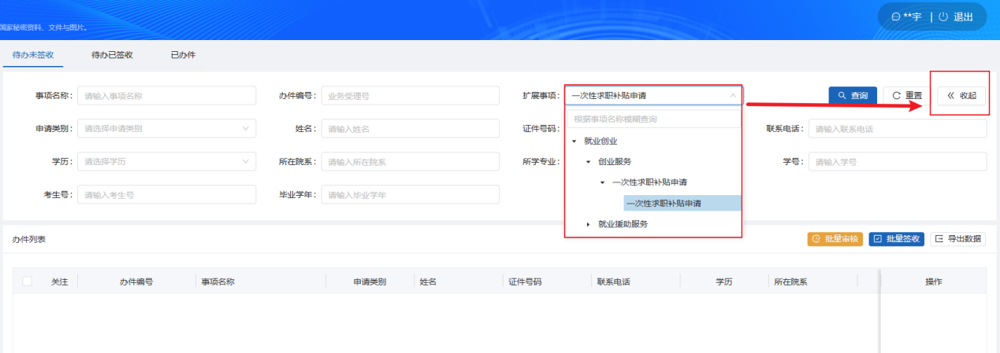 **宇 | 退出
国家秘密资料、文件与图片。
待办未签收 待办已签收 已办件
事项名称: 请输入事项名称 办件编号: 业务受理号 扩展事项: 一次性求职补贴申请 查询 重置 收起
根据事项名称模糊查询
申请类别: 请选择申请类别 姓名: 请输入姓名 证件号码: 联系电话: 请输入联系电话
就业创业
学历: 请选择学历 所在院系: 请输入所在院系 所学专业: 创业服务 学号: 请输入学号
一次性求职补贴申请
考生号: 请输入考生号 毕业学年: 请输入毕业学年
一次性求职补贴申请
就业援助服务
办件列表 批量审核 批量签收 导出数据
关注 办件编号 事项名称 申请类别 姓名 证件号码 联系电话 学历 所在院系 操作